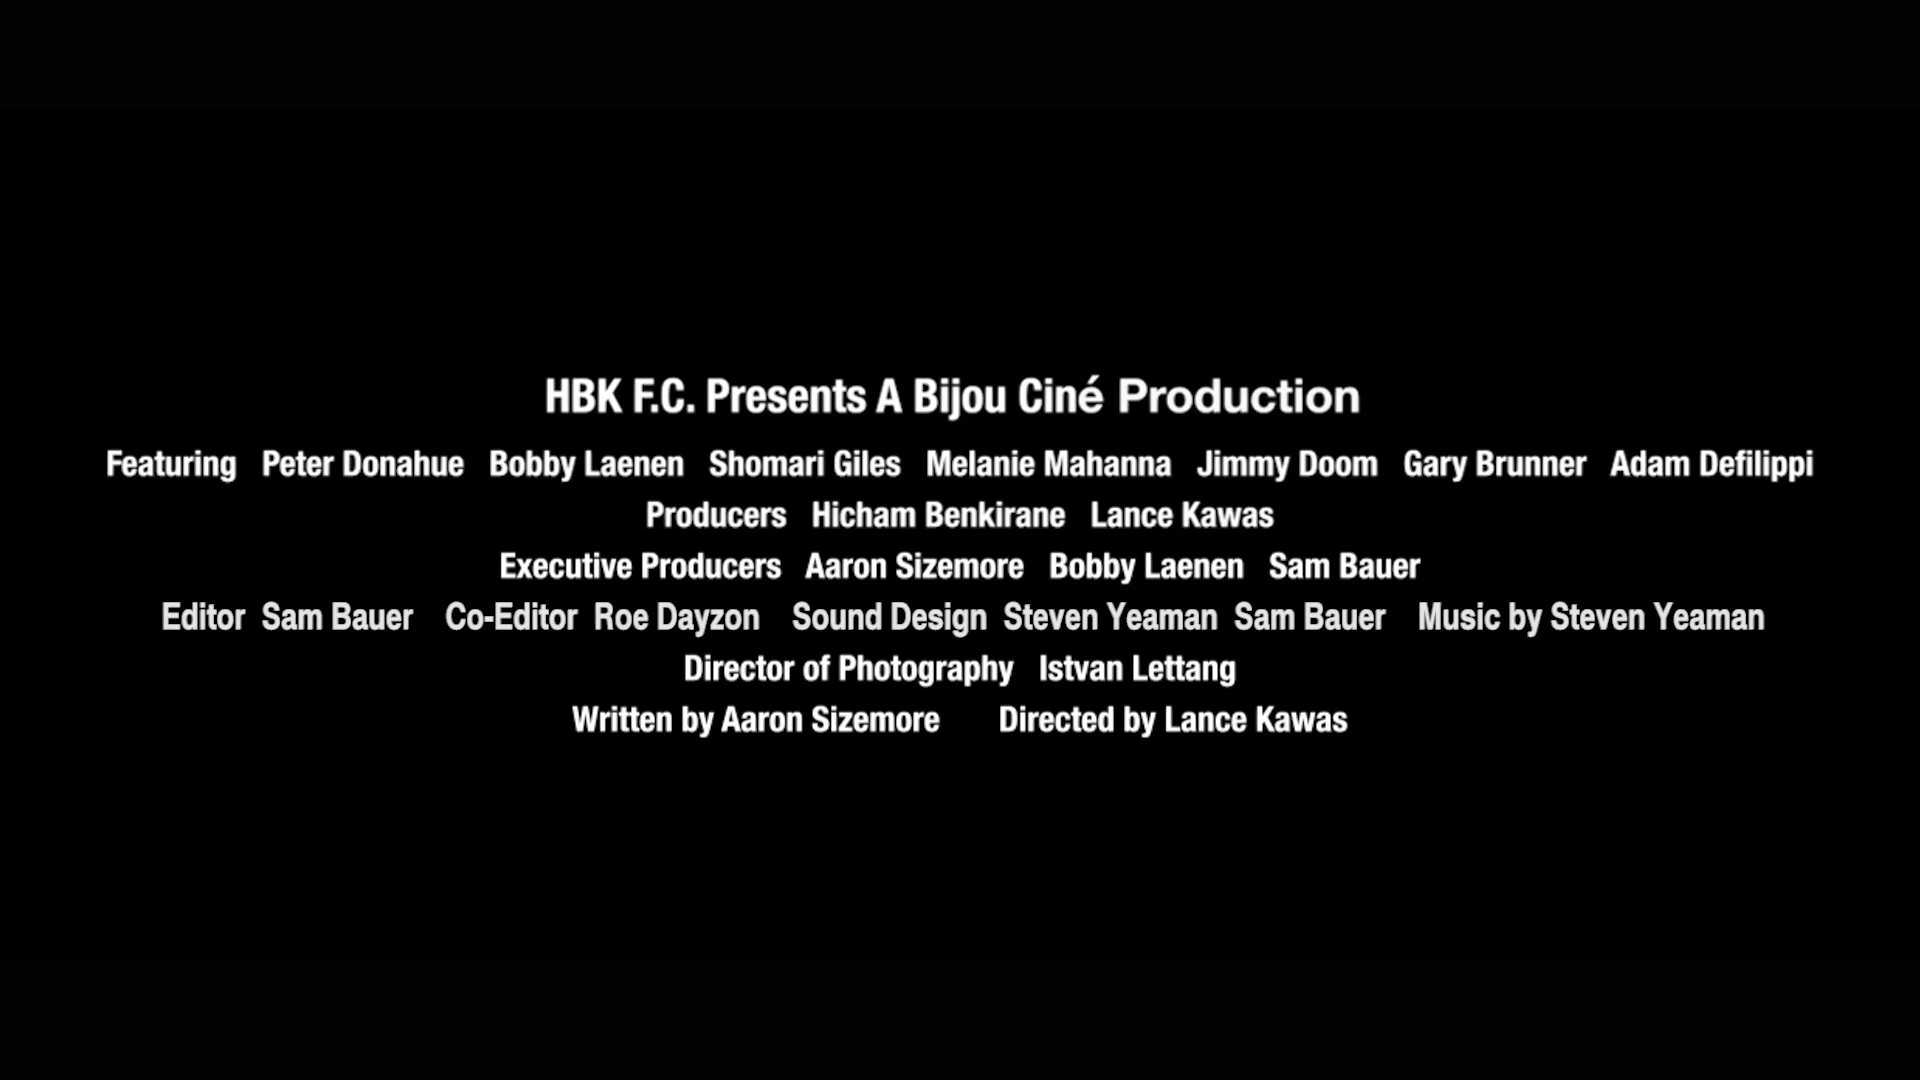 HBK F.C. Presents A Bijou Ciné Production
Featuring Peter Donahue Bobby Laenen Shomari Giles Melanie Mahanna Jimmy Doom Gary Brunner Adam Defilippi
Producers Hicham Benkirane Lance Kawas
Executive Producers Aaron Sizemore Bobby Laenen Sam Bauer
Editor Sam Bauer Co-Editor Roe Dayzon Sound Design Steven Yeaman Sam Bauer Music by Steven Yeaman
Director of Photography Istvan Lettang
Written by Aaron Sizemore Directed by Lance Kawas